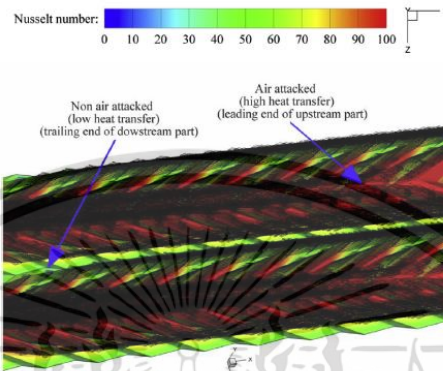 Nusselt number:
0 10 20 30 40 50 60 70 80 90 100
Y
Z
Non air attacked
(low heat transfer)
(trailing end of dowstream part)
Air attacked
(high heat transfer)
(leading end of upstream part)
X